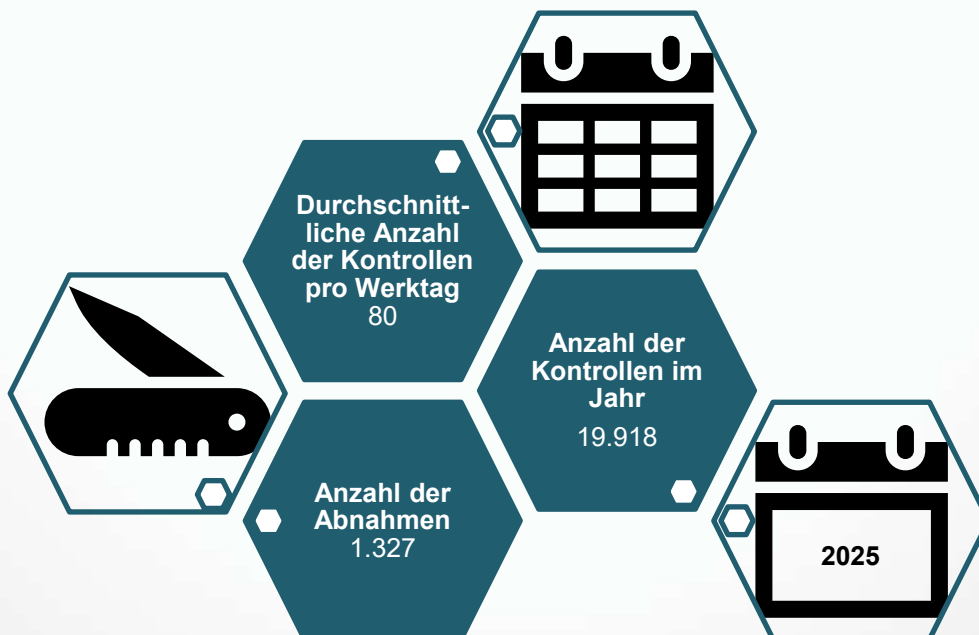 Durchschnitt-
liche Anzahl
der Kontrollen
pro Werktag
80
Anzahl der
Kontrollen im
Jahr
19.918
Anzahl der
Abnahmen
1.327
2025